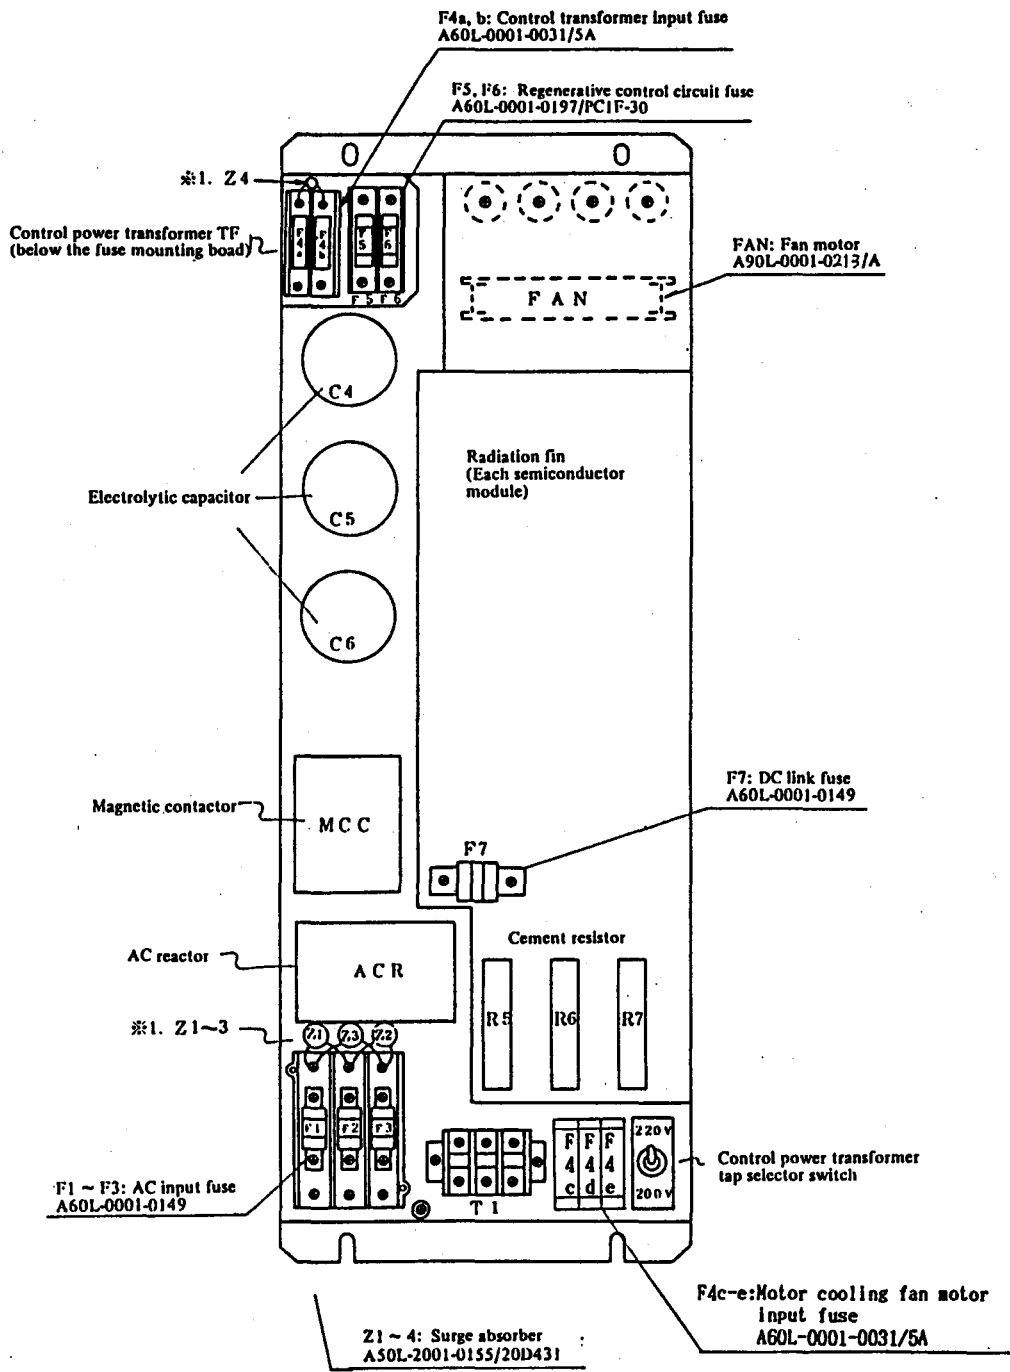 F4a, b: Control transformer input fuse
A60L-0001-0031/5A
F5, F6: Regenerative control circuit fuse
A60L-0001-0197/PC1F-30
※1. Z4
Control power transformer TF
(below the fuse mounting boad)
F4a
F4b
F5
F6
F5 F6
FAN: Fan motor
A90L-0001-0213/A
FAN
C4
Radiation fin
(Each semiconductor
module)
Electrolytic capacitor
C5
C6
F7: DC link fuse
A60L-0001-0149
Magnetic contactor
MCC
F7
AC reactor
ACR
Cement resistor
R5
R6
R7
※1. Z1~3
Z1
Z3
Z2
F1
F2
F3
F4c
F4d
F4e
220V
200V
Control power transformer
tap selector switch
T1
F1 ~ F3: AC input fuse
A60L-0001-0149
F4c-e:Motor cooling fan motor
input fuse
A60L-0001-0031/5A
Z1 ~ 4: Surge absorber
A50L-2001-0155/20D431